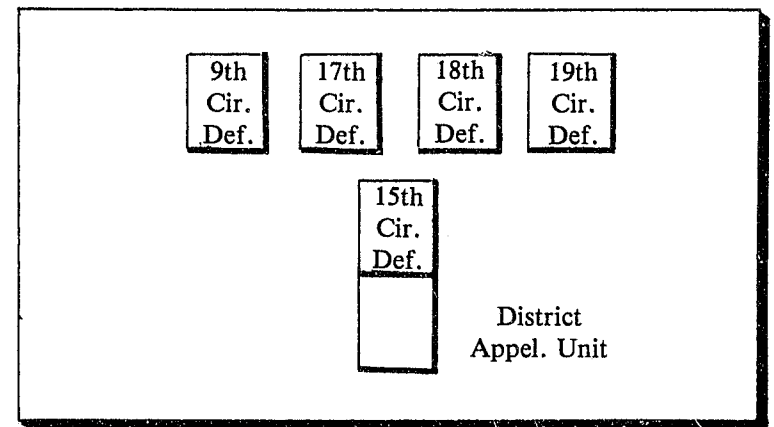 9th
Cir.
Def.
17th
Cir.
Def.
18th
Cir.
Def.
19th
Cir.
Def.
15th
Cir.
Def.
District
Appel. Unit